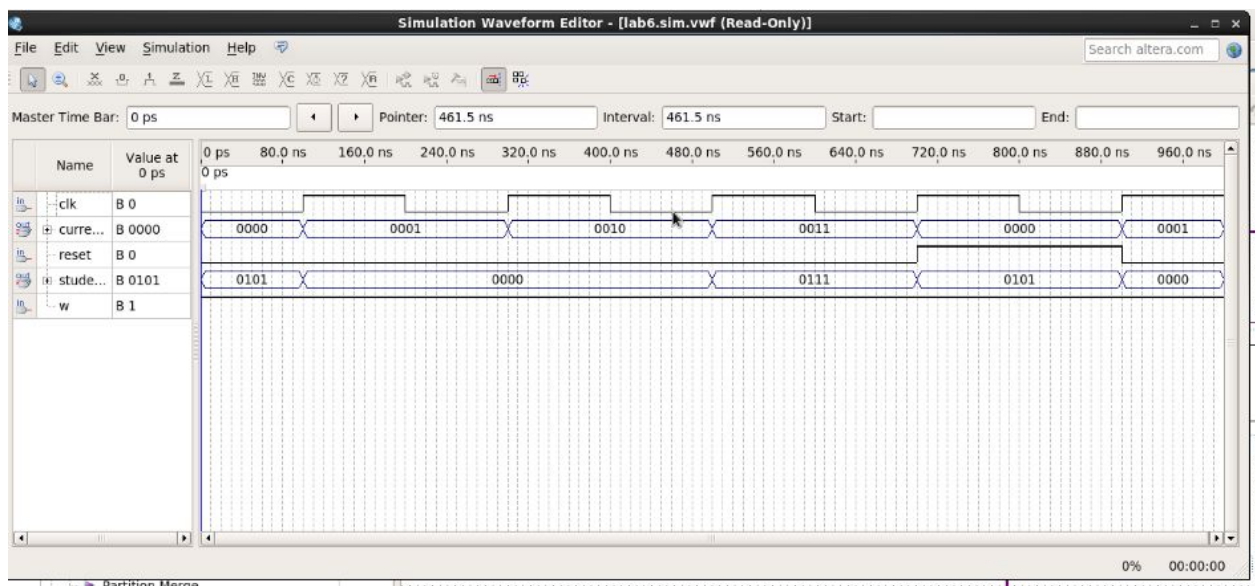 Simulation Waveform Editor - [lab6.sim.vwf (Read-Only)]
File Edit View Simulation Help
Search altera.com
Master Time Bar: 0 ps
Pointer: 461.5 ns
Interval: 461.5 ns
Start:
End:
Name
Value at
0 ps
0 ps 80.0 ns 160.0 ns 240.0 ns 320.0 ns 400.0 ns 480.0 ns 560.0 ns 640.0 ns 720.0 ns 800.0 ns 880.0 ns 960.0 ns
0 ps
clk B 0
curre... B 0000 0000 0001 0010 0011 0000 0001
reset B 0
stude... B 0101 0101 0000 0111 0101 0000
w B 1
0% 00:00:00
Partition Merge